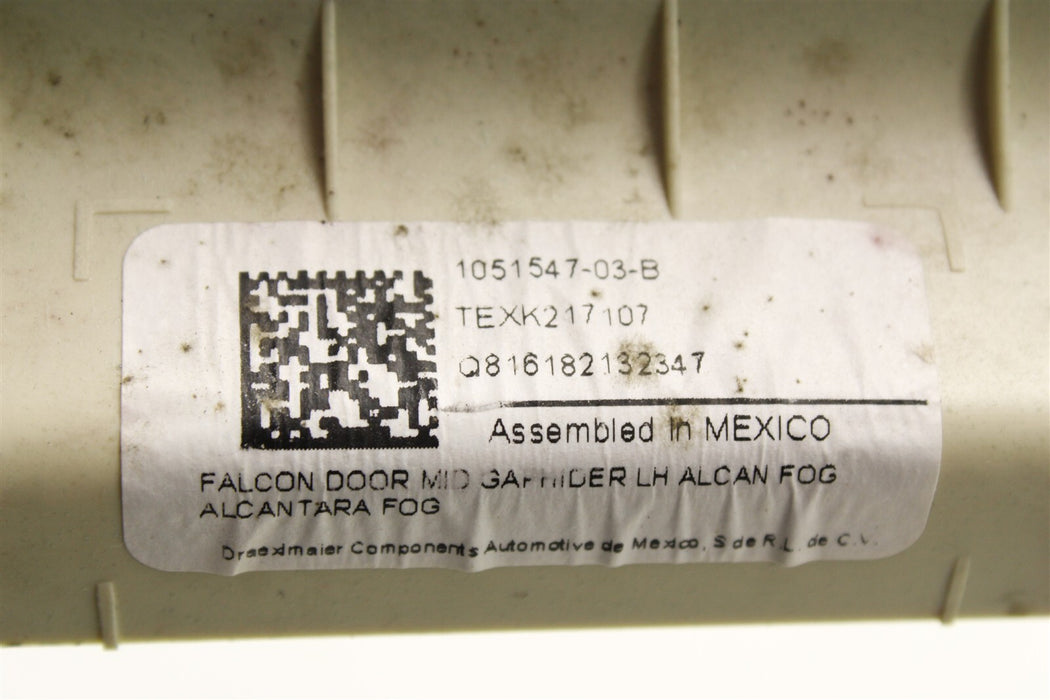 1051547-03-B
TEXK217107
Q816182132347
Assembled in MEXICO
FALCON DOOR MID LH ALCAN FOG
ALCANTARA FOG
Draexlmaier Components Automotive de Mexico, S de R.L. de C.V.